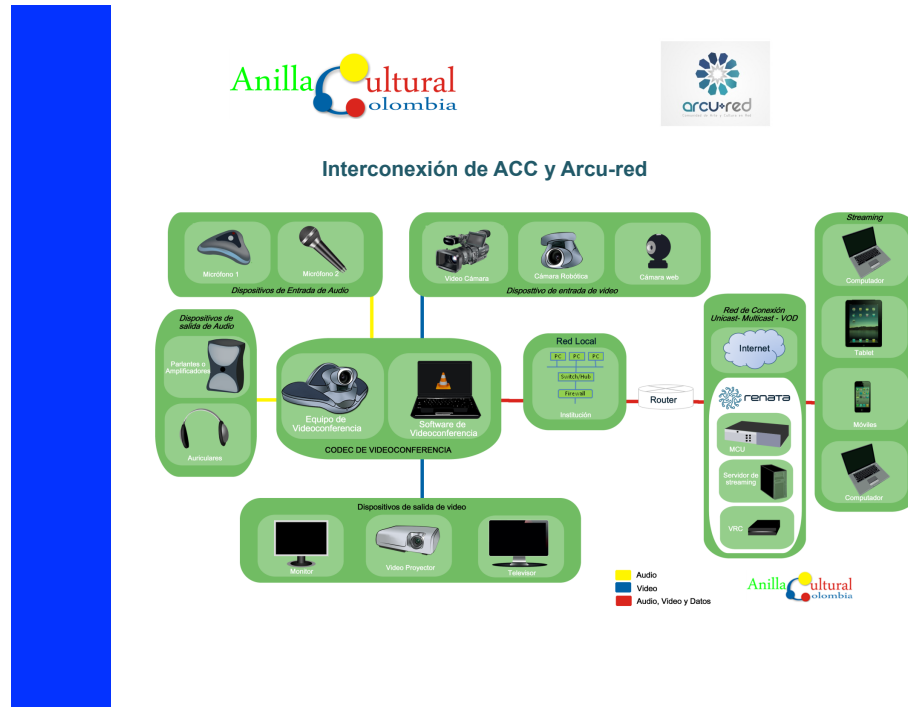 Anilla Cultural
Colombia
arcu+red
Interconexión de ACC y Arcu-red
Micrófono 1
Micrófono 2
Dispositivos de Entrada de Audio
Video Cámara
Cámara Robótica
Cámara web
Disposttivo de entrada de vídeo
Streaming
Computador
Tablet
Móviles
Computador
Dispositivos de
salida de Audio
Parlantes o
Amplificadores
Auriculares
Equipo de
Videoconferencia
Software de
Videoconferencia
CODEC DE VIDEOCONFERENCIA
Red Local
PC PC PC
Switch/Hub
Firewall
Institución
Router
Red de Conexión
Unicast- Multicast - VOD
Internet
renata
MCU
Servidor de
streaming
VRC
Dispositivos de salida de video
Monitor
Video Proyector
Televisor
Audio
Video
Audio, Video y Datos
Anilla Cultural
Colombia